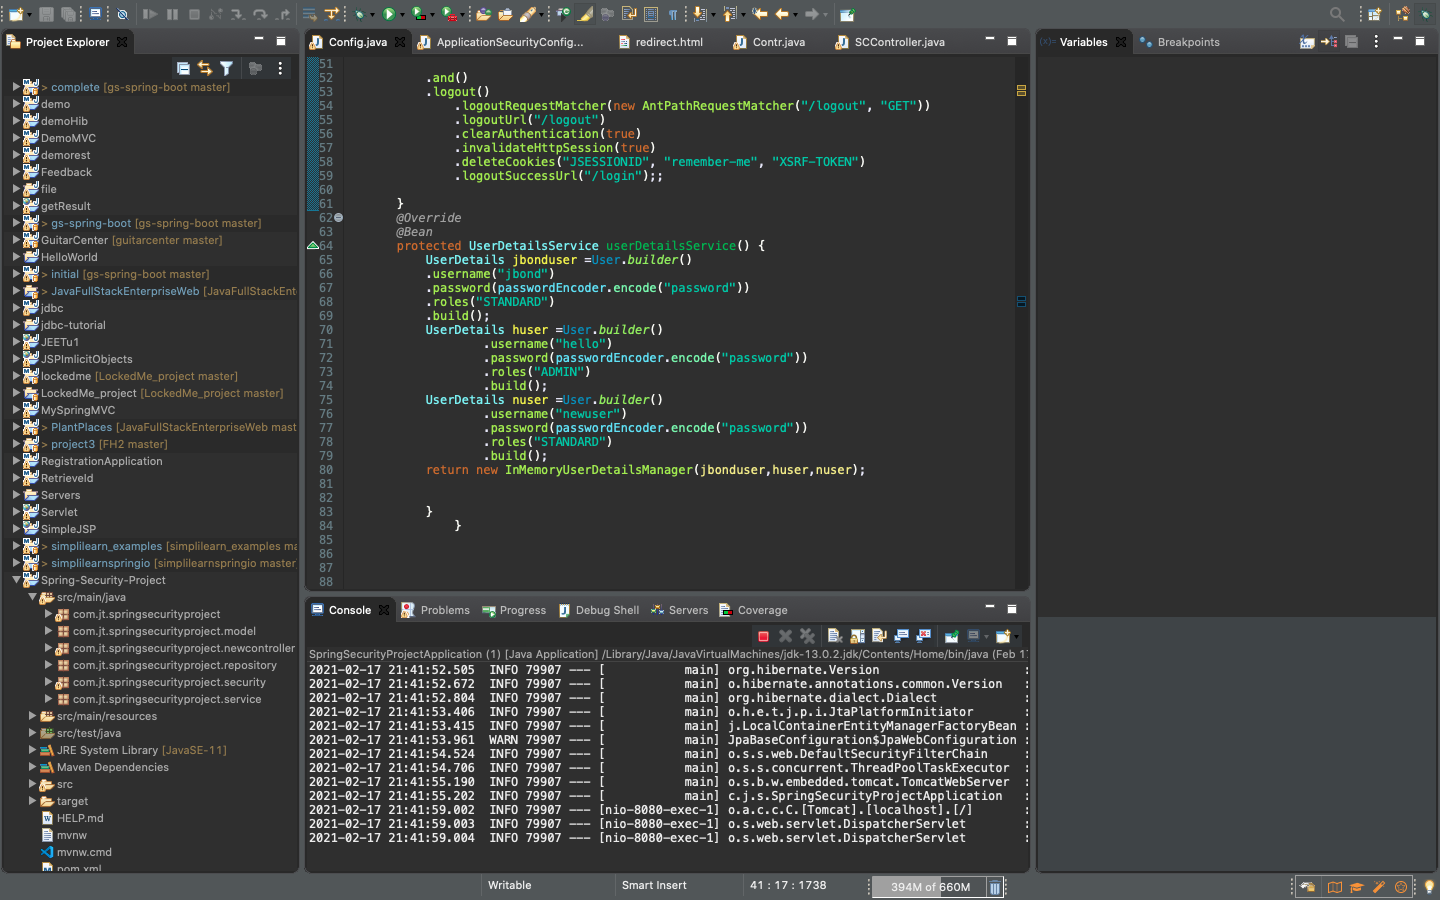 Project Explorer
> complete [gs-spring-boot master]
demo
demoHib
DemoMVC
demorest
Feedback
file
getResult
> gs-spring-boot [gs-spring-boot master]
GuitarCenter [guitarcenter master]
HelloWorld
> initial [gs-spring-boot master]
> JavaFullStackEnterpriseWeb [JavaFullStackEnt
jdbc
jdbc-tutorial
JEETu1
JSPImlicitObjects
lockedme [LockedMe_project master]
LockedMe_project [LockedMe_project master]
MySpringMVC
> PlantPlaces [JavaFullStackEnterpriseWeb mast
> project3 [FH2 master]
RegistrationApplication
RetrieveId
Servers
Servlet
SimpleJSP
> simplilearn_examples [simplilearn_examples ma
> simplilearnspringio [simplilearnspringio master
Spring-Security-Project
src/main/java
com.jt.springsecurityproject
com.jt.springsecurityproject.model
com.jt.springsecurityproject.newcontroller
com.jt.springsecurityproject.repository
com.jt.springsecurityproject.security
com.jt.springsecurityproject.service
src/main/resources
src/test/java
JRE System Library [JavaSE-11]
Maven Dependencies
src
target
HELP.md
mvnw
mvnw.cmd
pom.xml
Config.java ApplicationSecurityConfig... redirect.html Contr.java SCController.java
51
52 .and()
53 .logout()
54 .logoutRequestMatcher(new AntPathRequestMatcher("/logout", "GET"))
55 .logoutUrl("/logout")
56 .clearAuthentication(true)
57 .invalidateHttpSession(true)
58 .deleteCookies("JSESSIONID", "remember-me", "XSRF-TOKEN")
59 .logoutSuccessUrl("/login");;
60
61 }
62 @Override
63 @Bean
64 protected UserDetailsService userDetailsService() {
65 UserDetails jbonduser =User.builder()
66 .username("jbond")
67 .password(passwordEncoder.encode("password"))
68 .roles("STANDARD")
69 .build();
70 UserDetails huser =User.builder()
71 .username("hello")
72 .password(passwordEncoder.encode("password"))
73 .roles("ADMIN")
74 .build();
75 UserDetails nuser =User.builder()
76 .username("newuser")
77 .password(passwordEncoder.encode("password"))
78 .roles("STANDARD")
79 .build();
80 return new InMemoryUserDetailsManager(jbonduser,huser,nuser);
81
82
83 }
84 }
85
86
87
88
Console Problems Progress Debug Shell Servers Coverage
SpringSecurityProjectApplication (1) [Java Application] /Library/Java/JavaVirtualMachines/jdk-13.0.2.jdk/Contents/Home/bin/java (Feb 1
2021-02-17 21:41:52.505 INFO 79907 --- [ main] org.hibernate.Version :
2021-02-17 21:41:52.672 INFO 79907 --- [ main] o.hibernate.annotations.common.Version :
2021-02-17 21:41:52.804 INFO 79907 --- [ main] org.hibernate.dialect.Dialect :
2021-02-17 21:41:53.406 INFO 79907 --- [ main] o.h.e.t.j.p.i.JtaPlatformInitiator :
2021-02-17 21:41:53.415 INFO 79907 --- [ main] j.LocalContainerEntityManagerFactoryBean :
2021-02-17 21:41:53.961 WARN 79907 --- [ main] JpaBaseConfiguration$JpaWebConfiguration :
2021-02-17 21:41:54.524 INFO 79907 --- [ main] o.s.s.web.DefaultSecurityFilterChain :
2021-02-17 21:41:54.706 INFO 79907 --- [ main] o.s.s.concurrent.ThreadPoolTaskExecutor :
2021-02-17 21:41:55.190 INFO 79907 --- [ main] o.s.b.w.embedded.tomcat.TomcatWebServer :
2021-02-17 21:41:55.202 INFO 79907 --- [ main] c.j.s.SpringSecurityProjectApplication :
2021-02-17 21:41:59.002 INFO 79907 --- [nio-8080-exec-1] o.a.c.c.C.[Tomcat].[localhost].[/] :
2021-02-17 21:41:59.003 INFO 79907 --- [nio-8080-exec-1] o.s.web.servlet.DispatcherServlet :
2021-02-17 21:41:59.004 INFO 79907 --- [nio-8080-exec-1] o.s.web.servlet.DispatcherServlet :
Variables Breakpoints
Writable Smart Insert 41 : 17 : 1738 394M of 660M